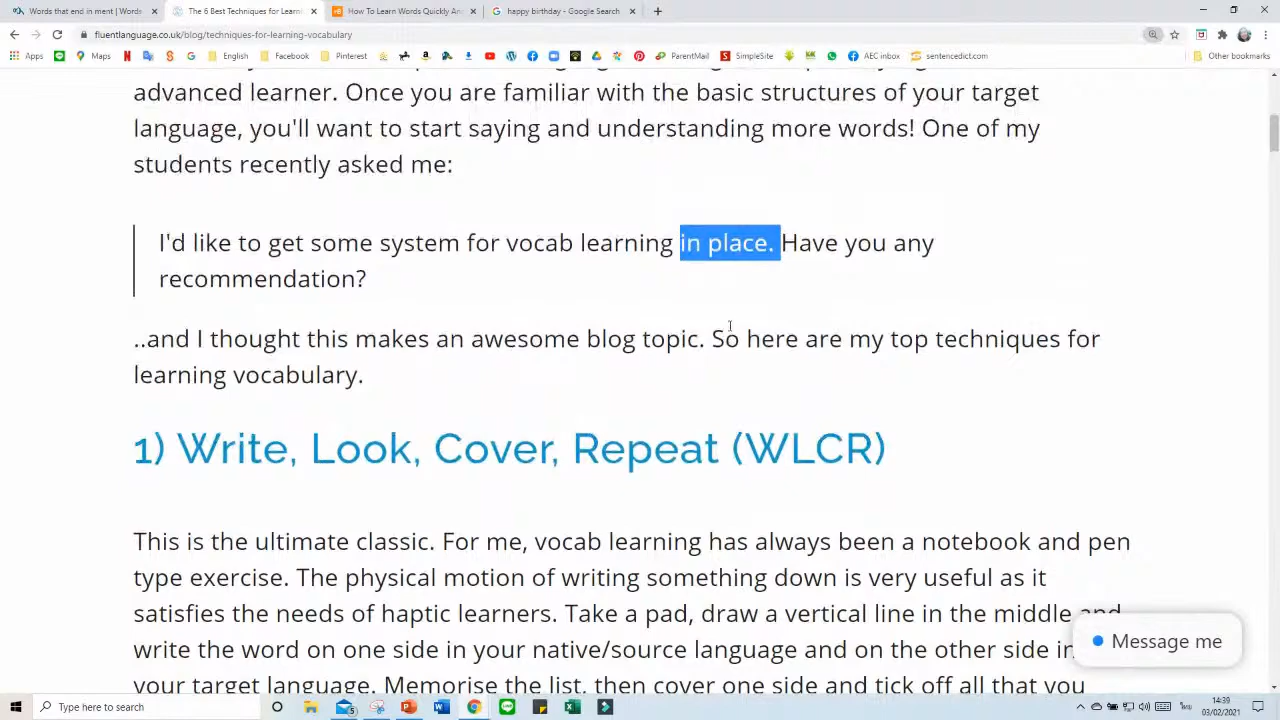 Words that end in ment | Words
The 6 Best Techniques for Learni
How To Learn Words Quickly An
happy birthday - Google Search
fluentlanguage.co.uk/blog/techniques-for-learning-vocabulary
Apps Maps English Facebook Pinterest ParentMail SimpleSite AEC inbox sentencedict.com Other bookmarks
advanced learner. Once you are familiar with the basic structures of your target
language, you'll want to start saying and understanding more words! One of my
students recently asked me:
I'd like to get some system for vocab learning in place. Have you any
recommendation?
..and I thought this makes an awesome blog topic. So here are my top techniques for
learning vocabulary.
1) Write, Look, Cover, Repeat (WLCR)
This is the ultimate classic. For me, vocab learning has always been a notebook and pen
type exercise. The physical motion of writing something down is very useful as it
satisfies the needs of haptic learners. Take a pad, draw a vertical line in the middle and
write the word on one side in your native/source language and on the other side in
your target language. Memorise the list, then cover one side and tick off all that you
Message me
Type here to search
14:39
03/02/2021